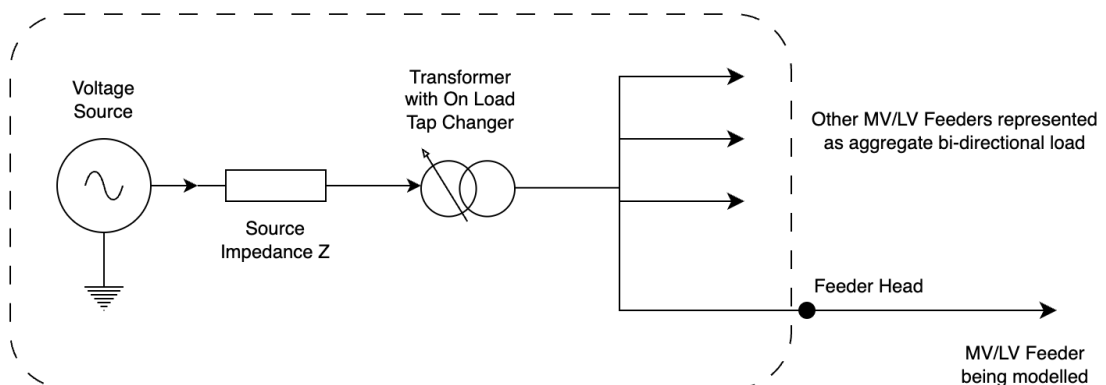 Voltage
Source
Transformer
with On Load
Tap Changer
Other MV/LV Feeders represented
as aggregate bi-directional load
Source
Impedance Z
Feeder Head
MV/LV Feeder
being modelled